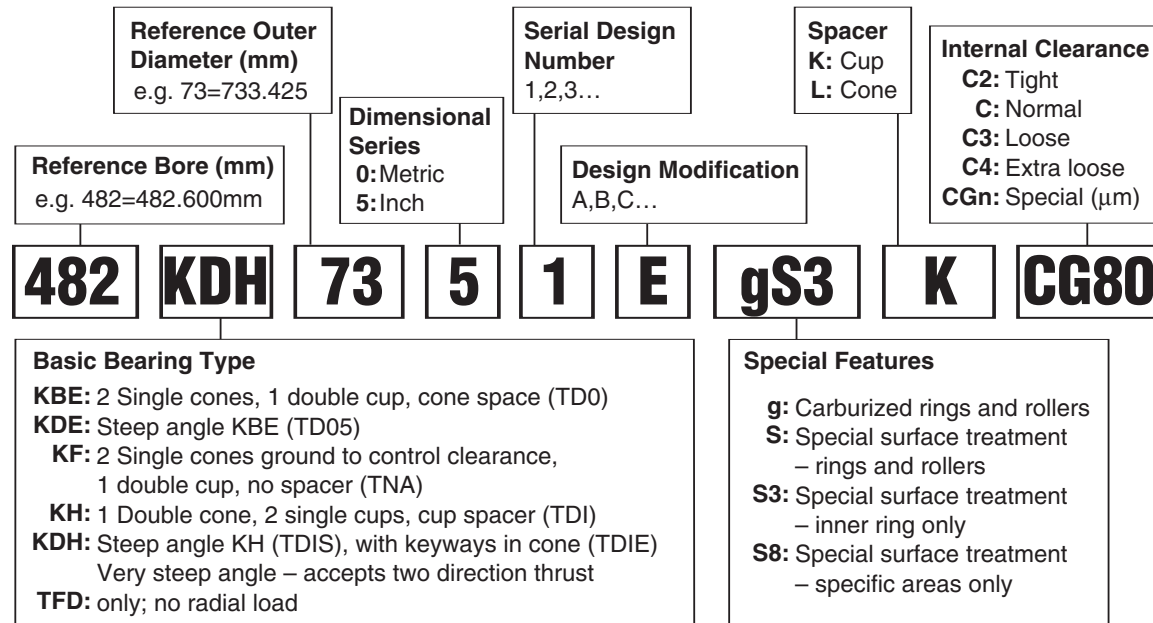 Reference Outer
Diameter (mm)
e.g. 73=733.425
Serial Design
Number
1,2,3...
Spacer
K: Cup
L: Cone
Internal Clearance
C2: Tight
C: Normal
C3: Loose
C4: Extra loose
CGn: Special (µm)
Dimensional
Series
0:Metric
5:Inch
Reference Bore (mm)
e.g. 482=482.600mm
Design Modification
A,B,C...
482 KDH 73 5 1 E gS3 K CG80
Basic Bearing Type
KBE: 2 Single cones, 1 double cup, cone space (TD0)
KDE: Steep angle KBE (TD05)
KF: 2 Single cones ground to control clearance,
1 double cup, no spacer (TNA)
KH: 1 Double cone, 2 single cups, cup spacer (TDI)
KDH: Steep angle KH (TDIS), with keyways in cone (TDIE)
Very steep angle – accepts two direction thrust
TFD: only; no radial load
Special Features
g: Carburized rings and rollers
S: Special surface treatment
– rings and rollers
S3: Special surface treatment
– inner ring only
S8: Special surface treatment
– specific areas only